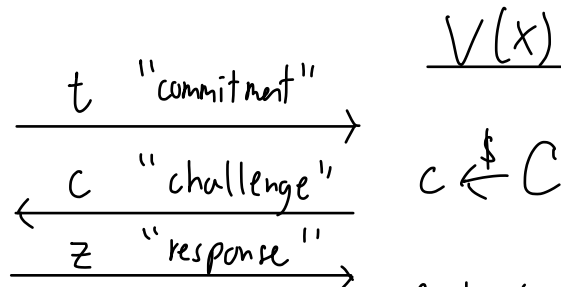 V(x)
t "commitment"
c "challenge" c ←$ C
z "response"